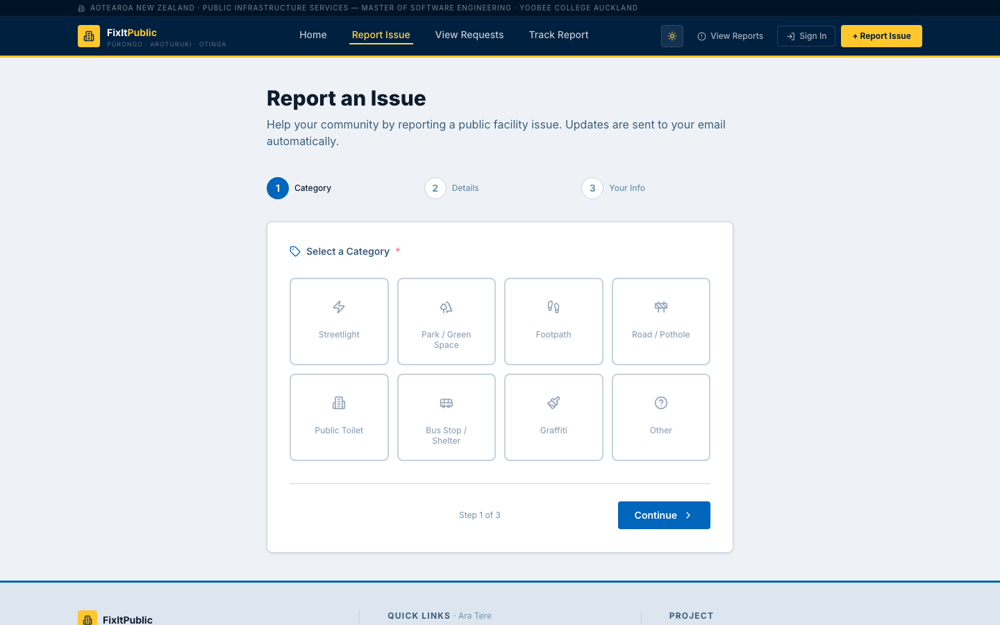 AOTEAROA NEW ZEALAND · PUBLIC INFRASTRUCTURE SERVICES — MASTER OF SOFTWARE ENGINEERING · YOOBEE COLLEGE AUCKLAND
FixItPublic
PŪRONGO · AROTURUKI · OTINGA
Home
Report Issue
View Requests
Track Report
View Reports
Sign In
+ Report Issue
Report an Issue
Help your community by reporting a public facility issue. Updates are sent to your email
automatically.
1 Category
2 Details
3 Your Info
Select a Category *
Streetlight
Park / Green
Space
Footpath
Road / Pothole
Public Toilet
Bus Stop /
Shelter
Graffiti
Other
Step 1 of 3
Continue
FixItPublic
QUICK LINKS · Ara Tere
PROJECT